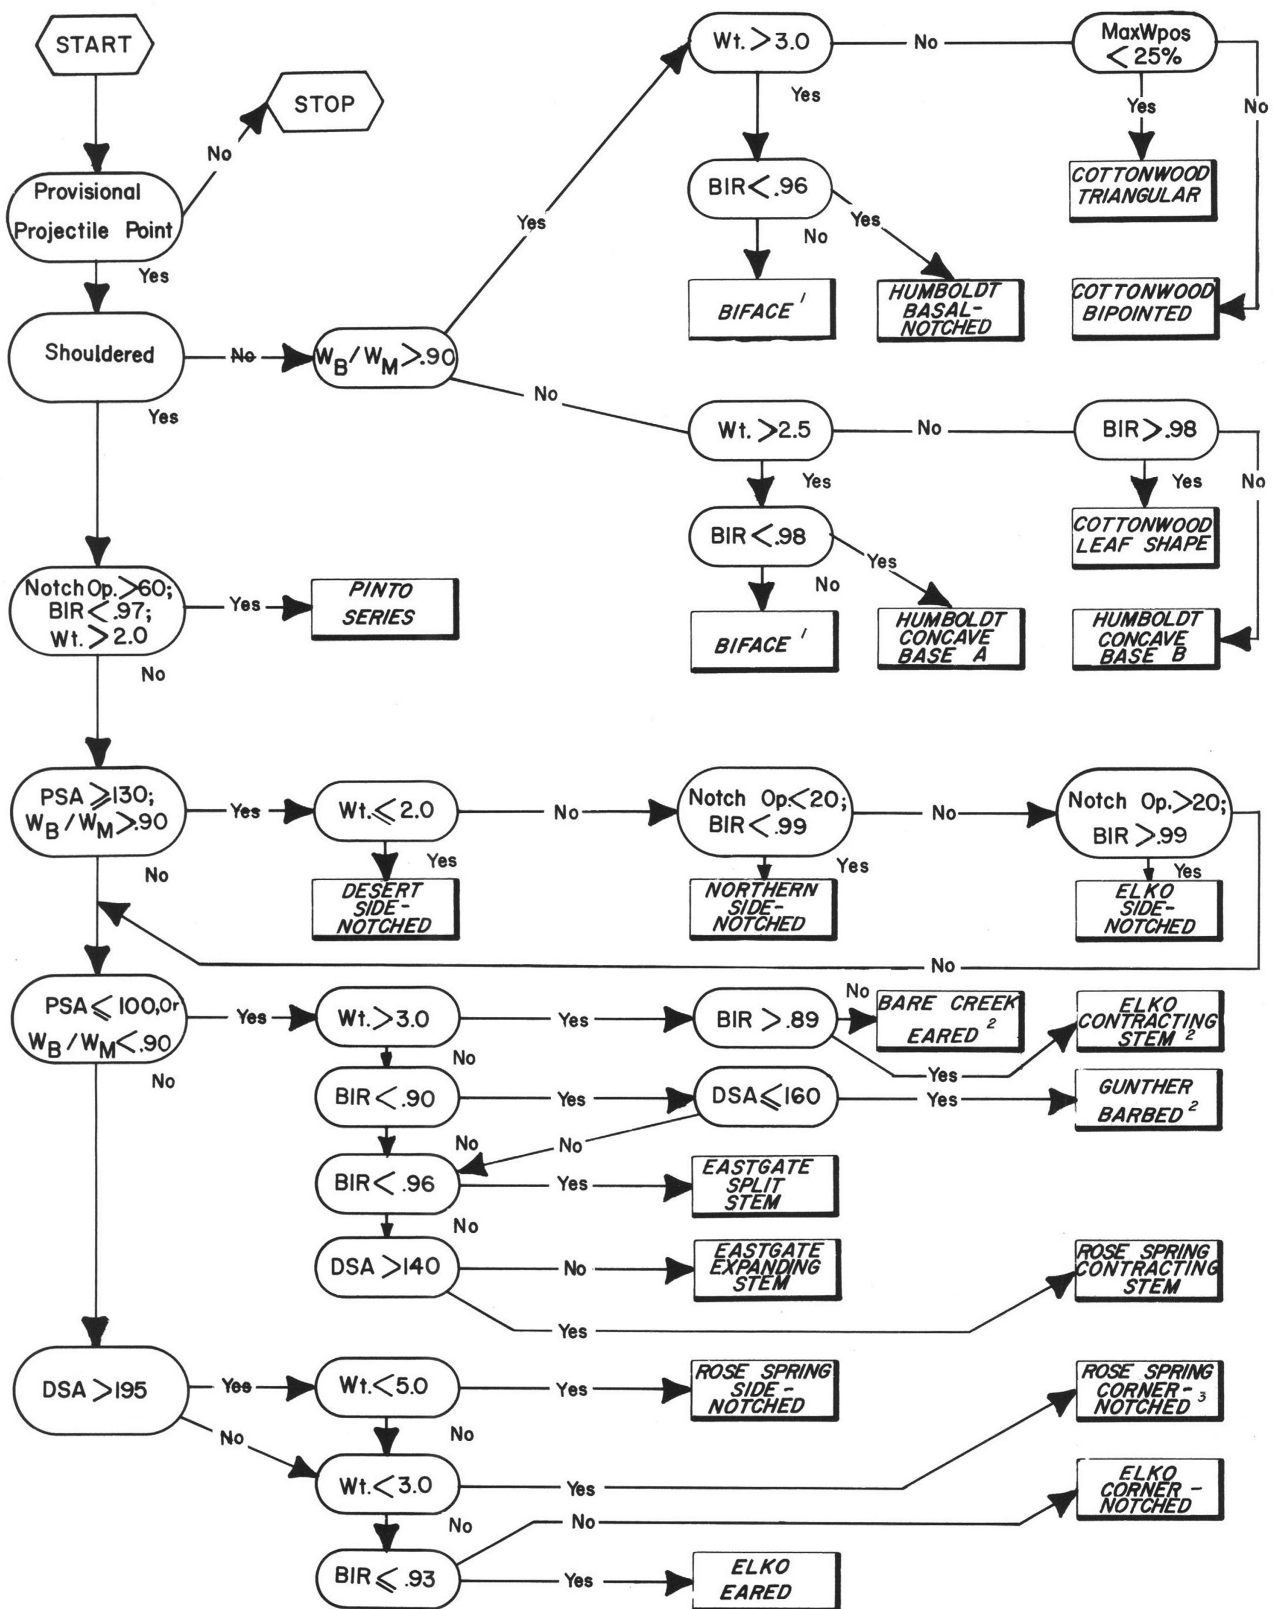 START
Wt. >3.0
No
MaxWpos
<25%
STOP
Yes
Yes
No
No
Provisional
Projectile Point
Yes
BIR <.96
Yes
No
COTTONWOOD
TRIANGULAR
Yes
BIFACE 1
HUMBOLDT
BASAL-
NOTCHED
COTTONWOOD
BIPOINTED
Shouldered
No
WB/WM >.90
Yes
No
Wt. >2.5
No
BIR >.98
Yes
Yes
No
BIR <.98
Yes
No
COTTONWOOD
LEAF SHAPE
Notch Op. >60;
BIR <.97;
Wt. >2.0
Yes
PINTO
SERIES
No
BIFACE 1
HUMBOLDT
CONCAVE
BASE A
HUMBOLDT
CONCAVE
BASE B
PSA ⩾130;
WB/WM >.90
Yes
Wt. ⩽ 2.0
No
Notch Op.<20;
BIR <.99
No
Notch Op. >20;
BIR >.99
No
Yes
Yes
Yes
DESERT
SIDE-
NOTCHED
NORTHERN
SIDE-
NOTCHED
ELKO
SIDE-
NOTCHED
No
PSA ⩽ 100, Or
WB/WM <.90
Yes
Wt. >3.0
Yes
BIR >.89
No
BARE CREEK
EARED 2
ELKO
CONTRACTING
STEM 2
No
No
Yes
BIR <.90
Yes
DSA ⩽160
Yes
GUNTHER
BARBED 2
No
No
BIR < .96
Yes
EASTGATE
SPLIT
STEM
No
DSA >140
No
EASTGATE
EXPANDING
STEM
ROSE SPRING
CONTRACTING
STEM
Yes
DSA >195
Yes
Wt. <5.0
Yes
ROSE SPRING
SIDE-
NOTCHED
ROSE SPRING
CORNER-
NOTCHED 3
No
No
Wt. <3.0
Yes
ELKO
CORNER-
NOTCHED
No
No
BIR ⩽ .93
Yes
ELKO
EARED